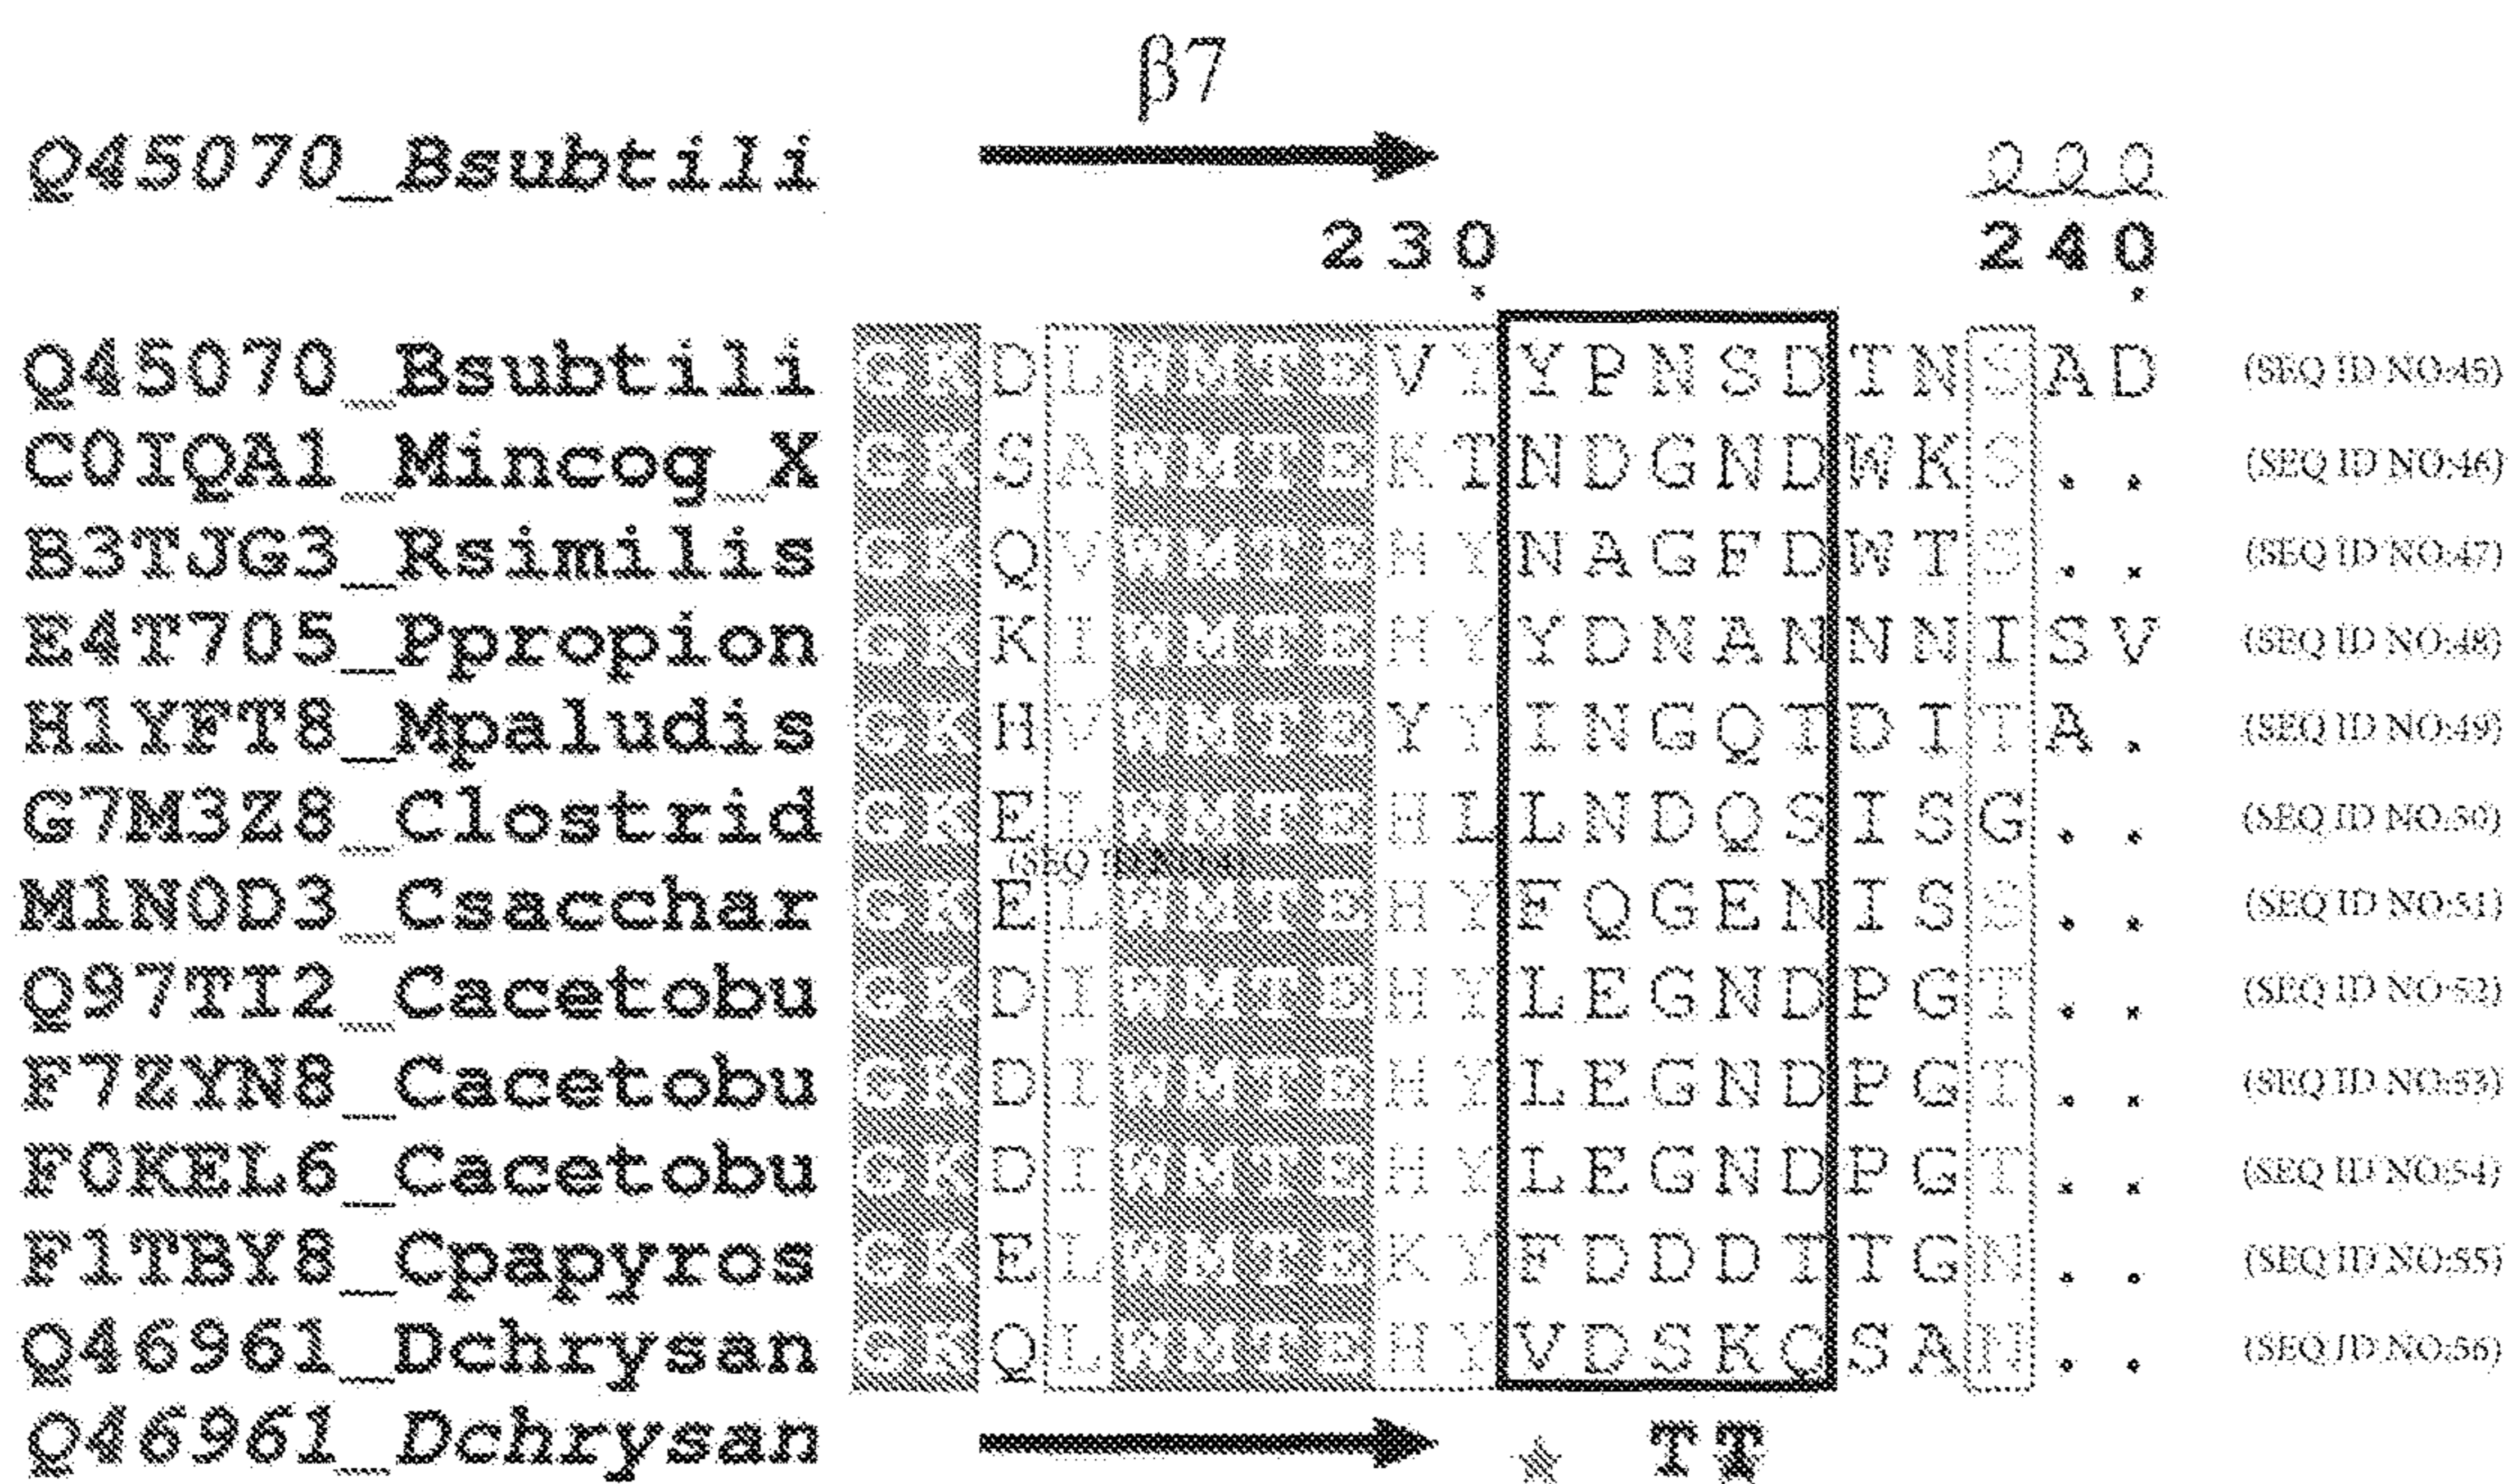 β7
Q45070_Bsubtili
230 240
Q45070_Bsubtili GKDLWMTEVYYPNSDTNSAD (SEQ ID NO:45)
C0IQA1_Mincog_X GKSAWMTEKTNDGNDWKS.. (SEQ ID NO:46)
B3TJG3_Rsimilis GKQVWMTEHYNAGFDWTS.. (SEQ ID NO:47)
E4T705_Ppropion GKKIWMTEHYYDNANNNISV (SEQ ID NO:48)
H1YFT8_Mpaludis GKHVWMTEYYINGQTDITA. (SEQ ID NO:49)
G7M3Z8_Clostrid GKELWMTEHLLNDQSISG.. (SEQ ID NO:50)
M1N0D3_Csacchar GKELWMTEHYFQGENISS.. (SEQ ID NO:51)
Q97TI2_Cacetobu GKDIWMTEHYLEGNDPGT.. (SEQ ID NO:52)
F7ZYN8_Cacetobu GKDIWMTEHYLEGNDPGT.. (SEQ ID NO:53)
F0KEL6_Cacetobu GKDIWMTEHYLEGNDPGT.. (SEQ ID NO:54)
F1TBY8_Cpapyros GKELWMTEKYFDDDITGN.. (SEQ ID NO:55)
Q46961_Dchrysan GKQLWMTEHYVDSKQSAN.. (SEQ ID NO:56)
Q46961_Dchrysan TT